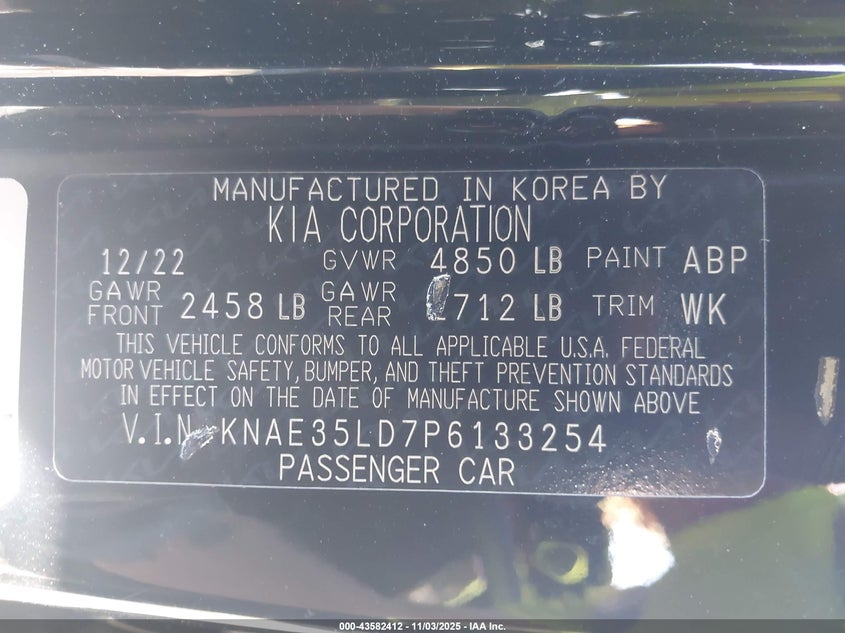 MANUFACTURED IN KOREA BY
KIA CORPORATION
12/22 GVWR 4850 LB PAINT ABP
GAWR FRONT 2458 LB GAWR REAR 712 LB TRIM WK
THIS VEHICLE CONFORMS TO ALL APPLICABLE U.S.A. FEDERAL
MOTOR VEHICLE SAFETY, BUMPER, AND THEFT PREVENTION STANDARDS
IN EFFECT ON THE DATE OF MANUFACTURE SHOWN ABOVE
V.I.N KNAE35LD7P6133254
PASSENGER CAR
000-43582412 - 11/03/2025 - IAA Inc.